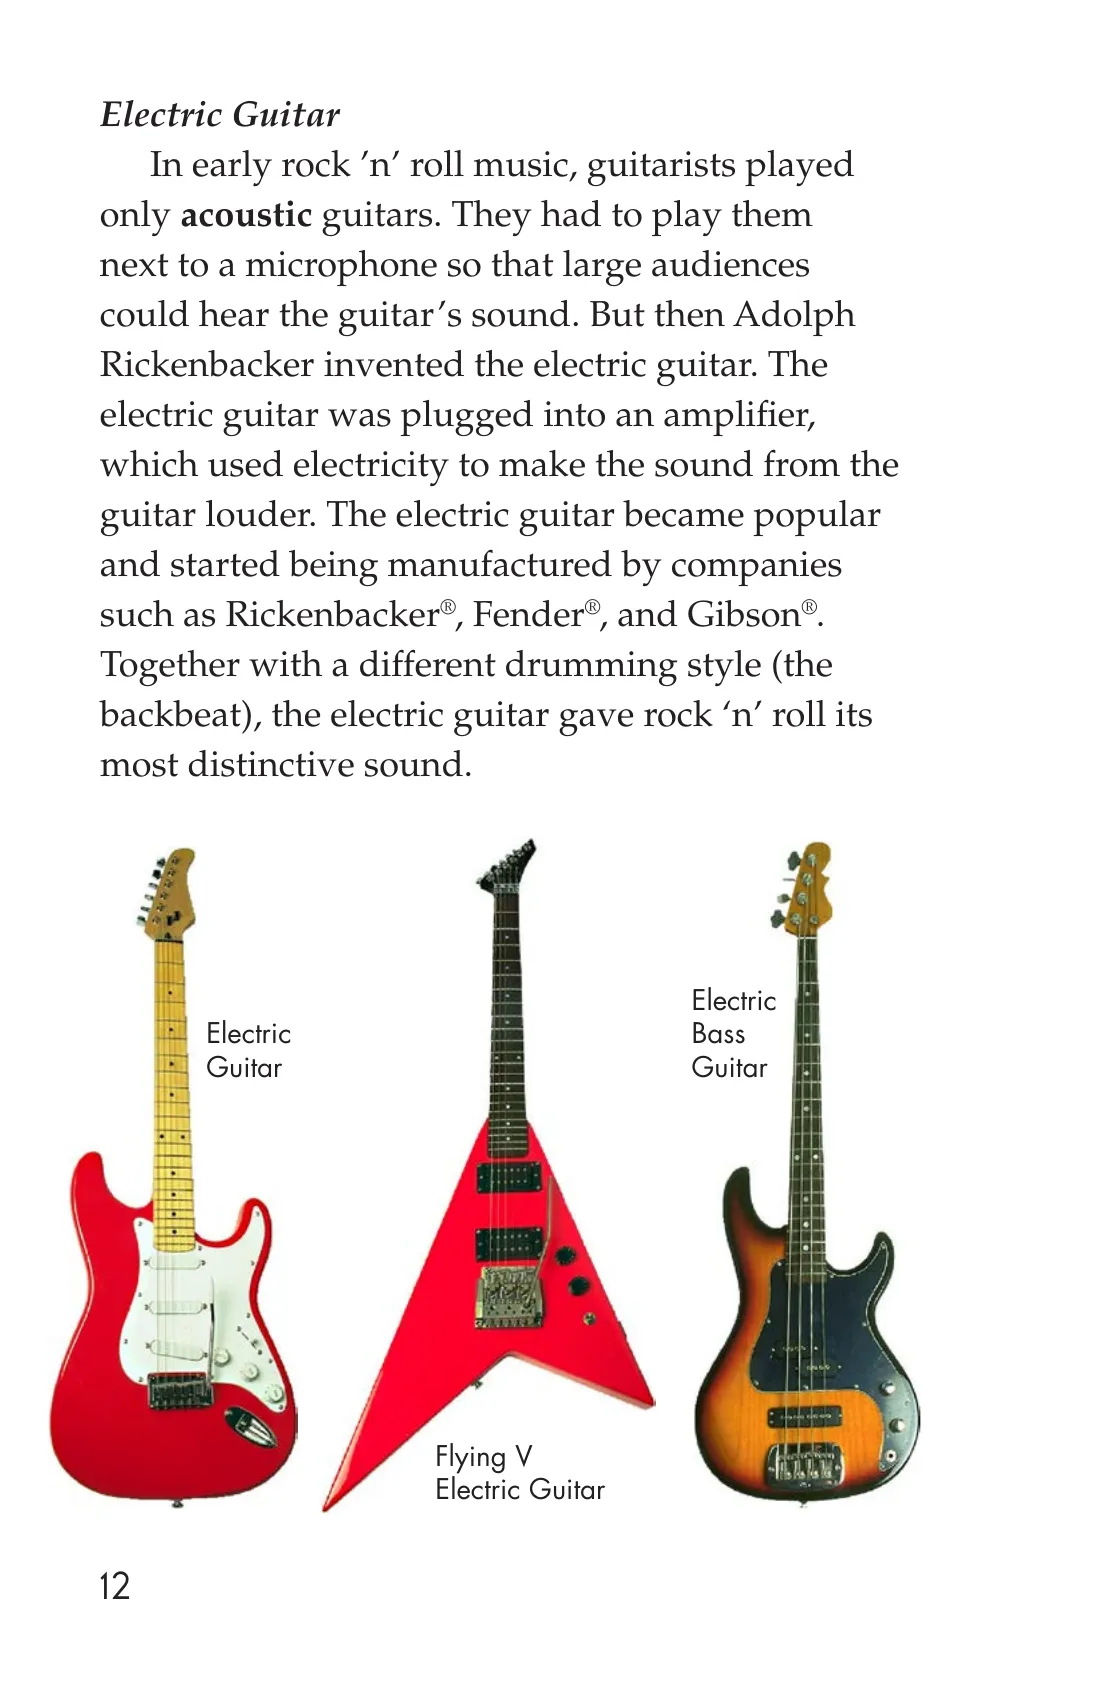 Electric Guitar
In early rock ’n’ roll music, guitarists played
only acoustic guitars. They had to play them
next to a microphone so that large audiences
could hear the guitar’s sound. But then Adolph
Rickenbacker invented the electric guitar. The
electric guitar was plugged into an amplifier,
which used electricity to make the sound from the
guitar louder. The electric guitar became popular
and started being manufactured by companies
such as Rickenbacker®, Fender®, and Gibson®.
Together with a different drumming style (the
backbeat), the electric guitar gave rock ‘n’ roll its
most distinctive sound.
Electric
Guitar
Flying V
Electric Guitar
Electric
Bass
Guitar
12